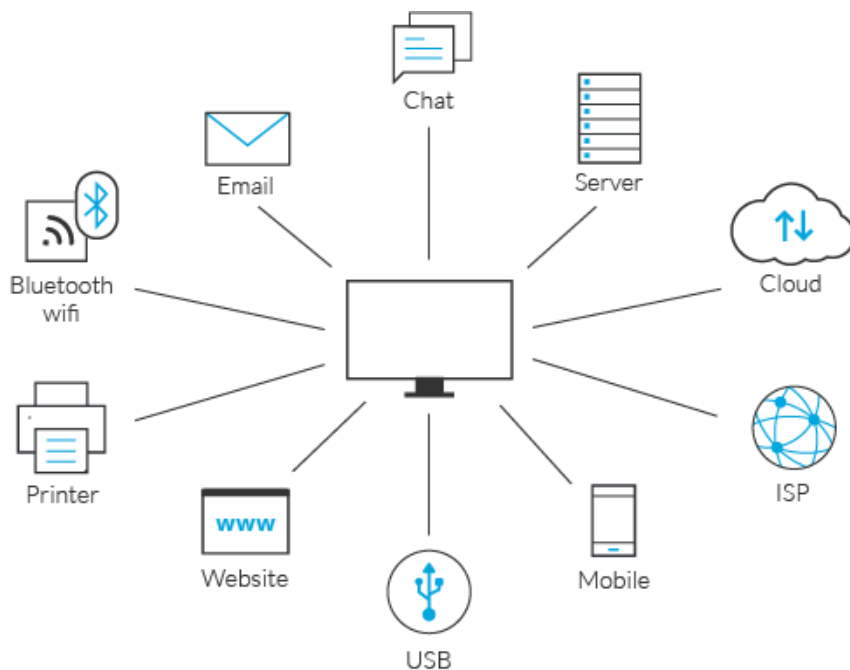 Chat
Email
Server
Bluetooth
wifi
Cloud
Printer
ISP
www
Website
Mobile
USB